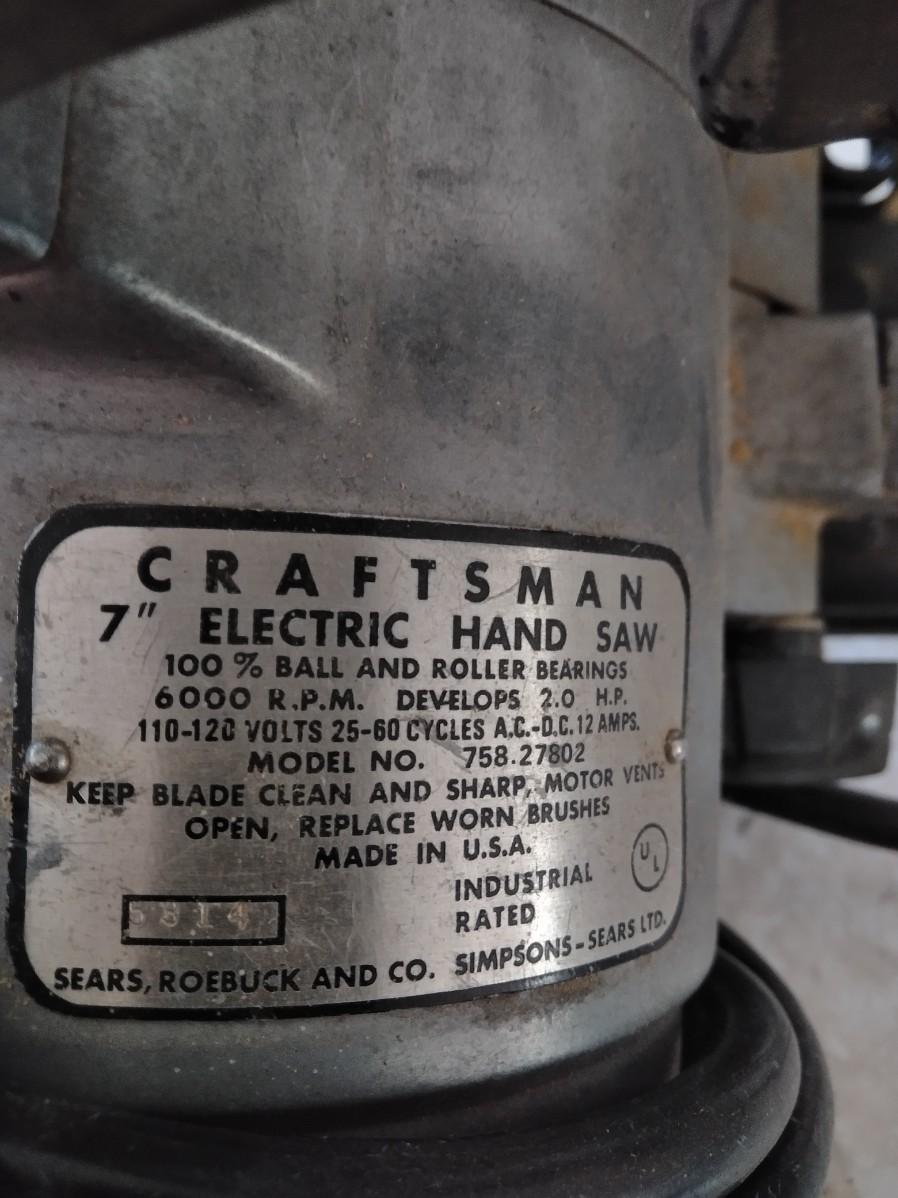 CRAFTSMAN
7" ELECTRIC HAND SAW
100% BALL AND ROLLER BEARINGS
6000 R.P.M. DEVELOPS 2.0 H.P.
110-120 VOLTS 25-60 CYCLES A.C.-D.C. 12 AMPS.
MODEL NO. 758.27802
KEEP BLADE CLEAN AND SHARP, MOTOR VENTS
OPEN, REPLACE WORN BRUSHES
MADE IN U.S.A.
UL
INDUSTRIAL
RATED
SEARS, ROEBUCK AND CO. SIMPSONS-SEARS LTD.